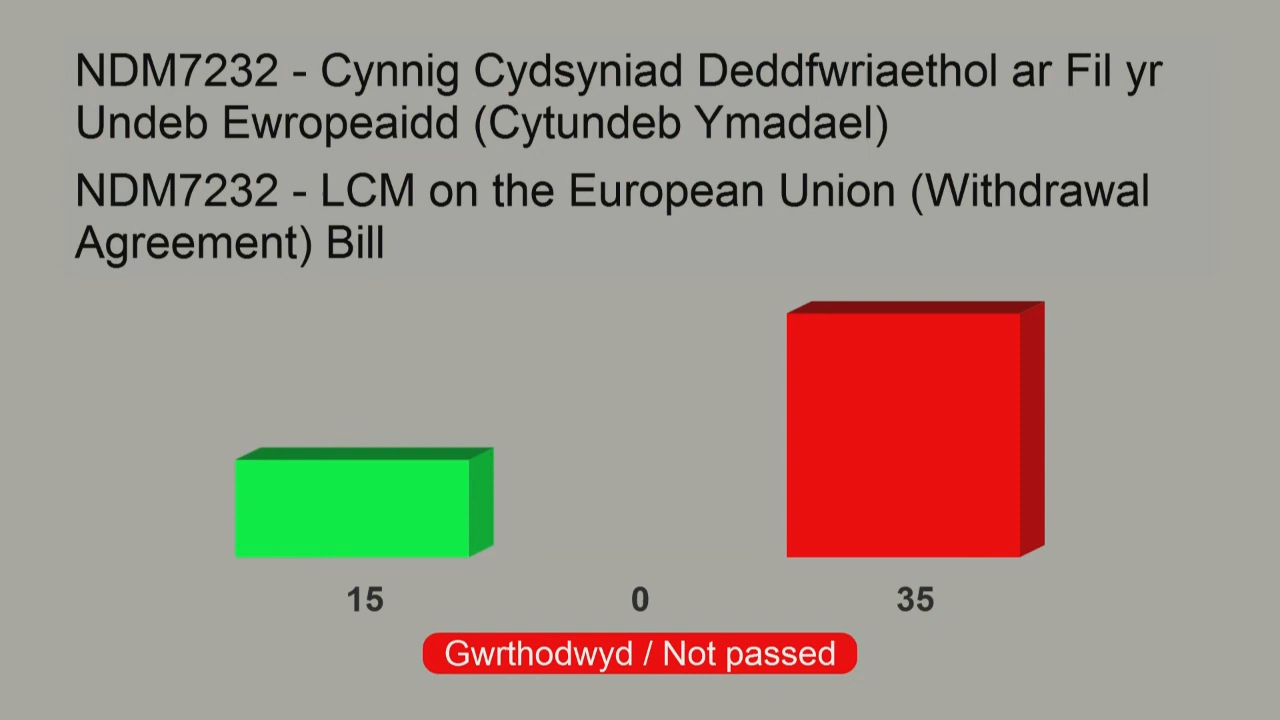 NDM7232 - Cynnig Cydsyniad Deddfwriaethol ar Fil yr
Undeb Ewropeaidd (Cytundeb Ymadael)
NDM7232 - LCM on the European Union (Withdrawal
Agreement) Bill
15 0 35
Gwrthodwyd / Not passed